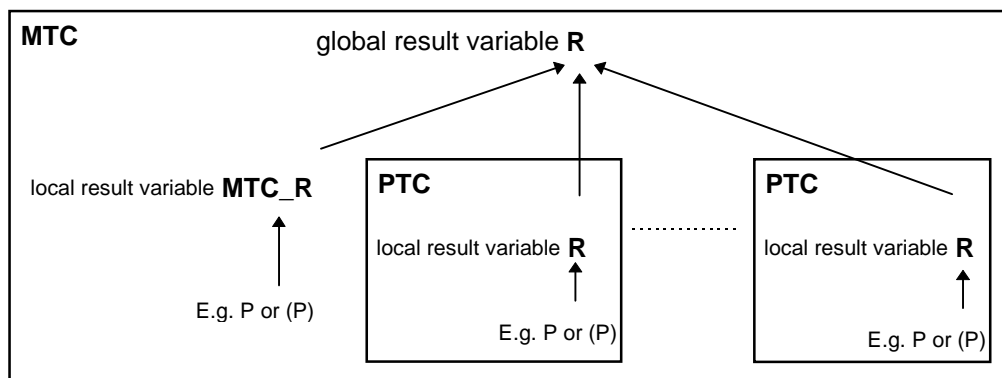 MTC
global result variable R
local result variable MTC_R
E.g. P or (P)
PTC
local result variable R
E.g. P or (P)
PTC
local result variable R
E.g. P or (P)